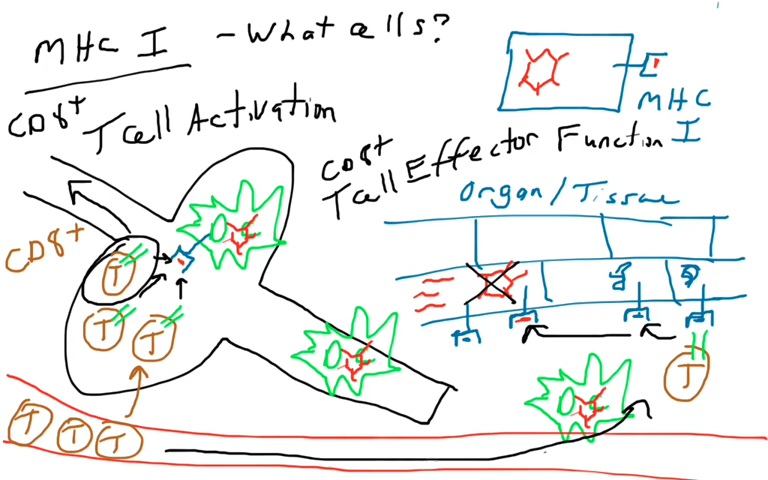 MHC I - What cells?
CD8+
T cell Activation
MHC
I
CD8+
T cell Effector Function
Organ/Tissue
CD8+
T
T
T
T
T
T
T